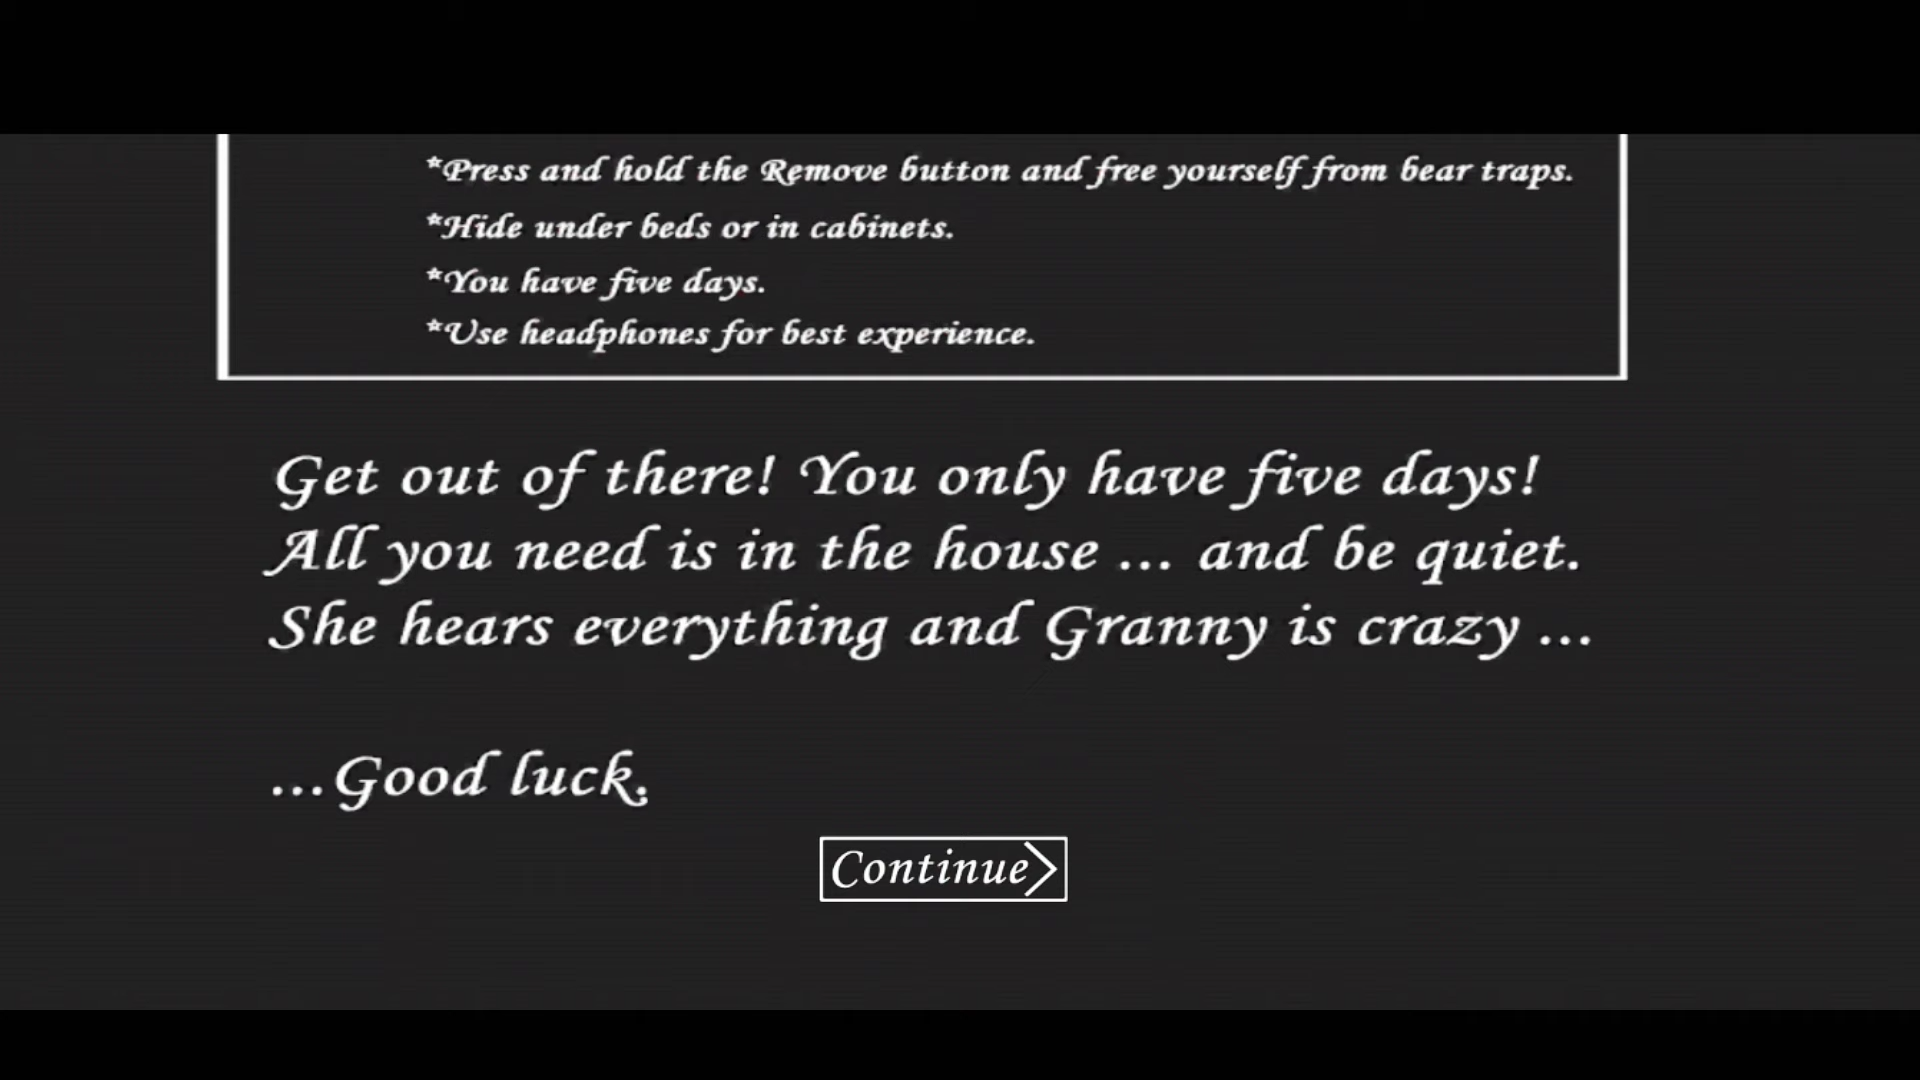 *Press and hold the Remove button and free yourself from bear traps.
*Hide under beds or in cabinets.
*You have five days.
*Use headphones for best experience.
Get out of there! You only have five days!
All you need is in the house ... and be quiet.
She hears everything and Granny is crazy ...
...Good luck.
Continue>